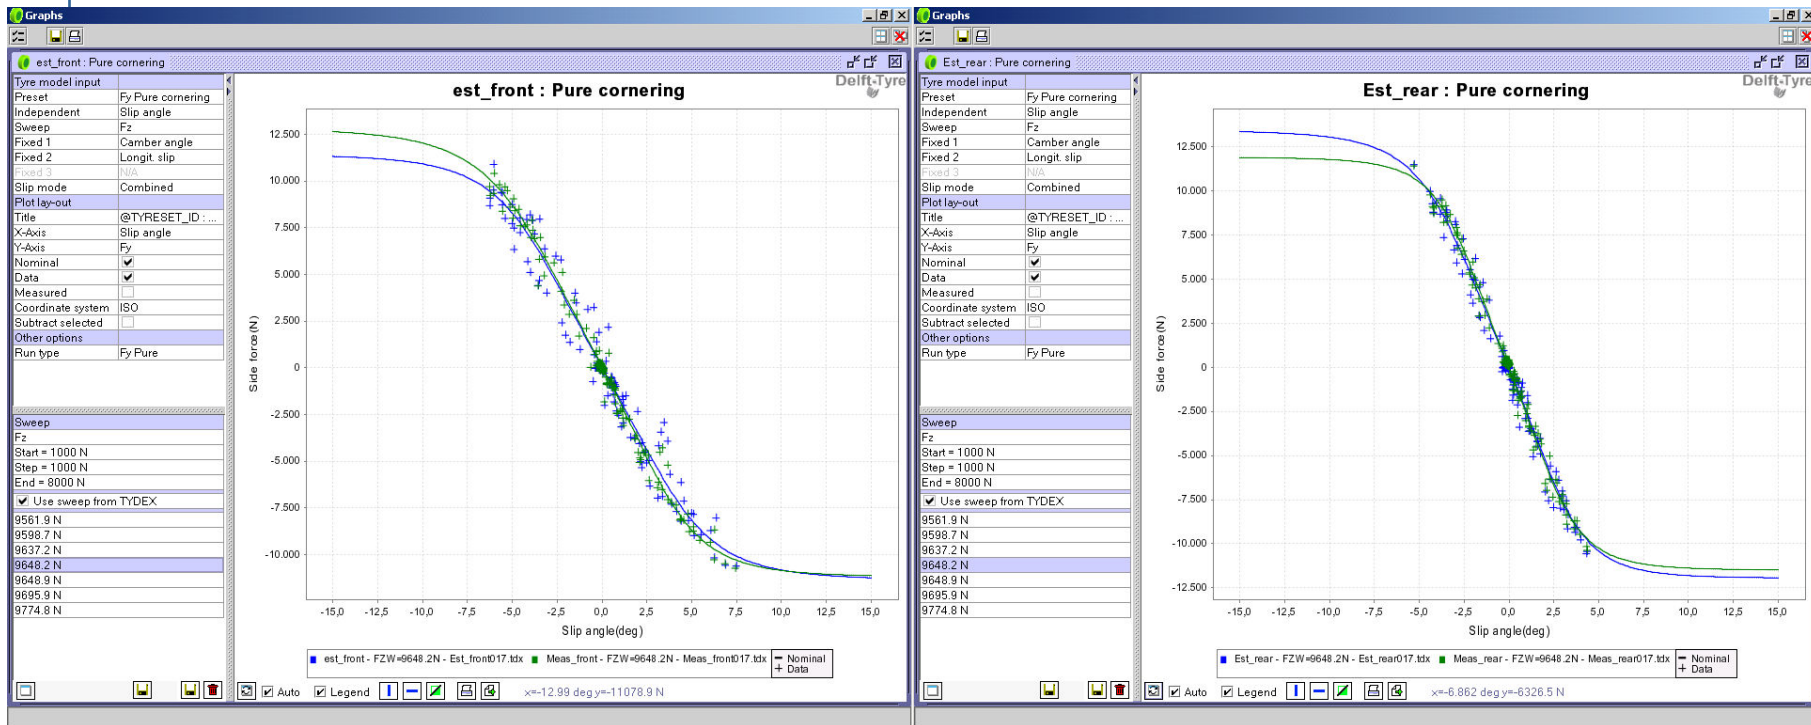 Graphs
est_front : Pure cornering
Tyre model input
Preset Fy Pure cornering
Independent Slip angle
Sweep Fz
Fixed 1 Camber angle
Fixed 2 Longit. slip
Fixed 3 N/A
Slip mode Combined
Plot lay-out
Title @TYRESET_ID : ...
X-Axis Slip angle
Y-Axis Fy
Nominal
Data
Measured
Coordinate system ISO
Subtract selected
Other options
Run type Fy Pure
Sweep
Fz
Start = 1000 N
Step = 1000 N
End = 8000 N
Use sweep from TYDEX
9561.9 N
9598.7 N
9637.2 N
9648.2 N
9648.9 N
9695.9 N
9774.8 N
Delft-Tyre
est_front : Pure cornering
Side force(N)
12.500
10.000
7.500
5.000
2.500
0
-2.500
-5.000
-7.500
-10.000
-15,0 -12,5 -10,0 -7,5 -5,0 -2,5 0,0 2,5 5,0 7,5 10,0 12,5 15,0
Slip angle(deg)
est_front - FZW=9648.2N - Est_front017.tdx Meas_front - FZW=9648.2N - Meas_front017.tdx Nominal
Data
Auto Legend x=-12.99 deg y=-11078.9 N
Graphs
Est_rear : Pure cornering
Tyre model input
Preset Fy Pure cornering
Independent Slip angle
Sweep Fz
Fixed 1 Camber angle
Fixed 2 Longit. slip
Fixed 3 N/A
Slip mode Combined
Plot lay-out
Title @TYRESET_ID : ...
X-Axis Slip angle
Y-Axis Fy
Nominal
Data
Measured
Coordinate system ISO
Subtract selected
Other options
Run type Fy Pure
Sweep
Fz
Start = 1000 N
Step = 1000 N
End = 8000 N
Use sweep from TYDEX
9561.9 N
9598.7 N
9637.2 N
9648.2 N
9648.9 N
9695.9 N
9774.8 N
Delft-Tyre
Est_rear : Pure cornering
Side force(N)
12.500
10.000
7.500
5.000
2.500
0
-2.500
-5.000
-7.500
-10.000
-12.500
-15,0 -12,5 -10,0 -7,5 -5,0 -2,5 0,0 2,5 5,0 7,5 10,0 12,5 15,0
Slip angle(deg)
Est_rear - FZW=9648.2N - Est_rear017.tdx Meas_rear - FZW=9648.2N - Meas_rear017.tdx Nominal
Data
Auto Legend x=-6.862 deg y=-6326.5 N